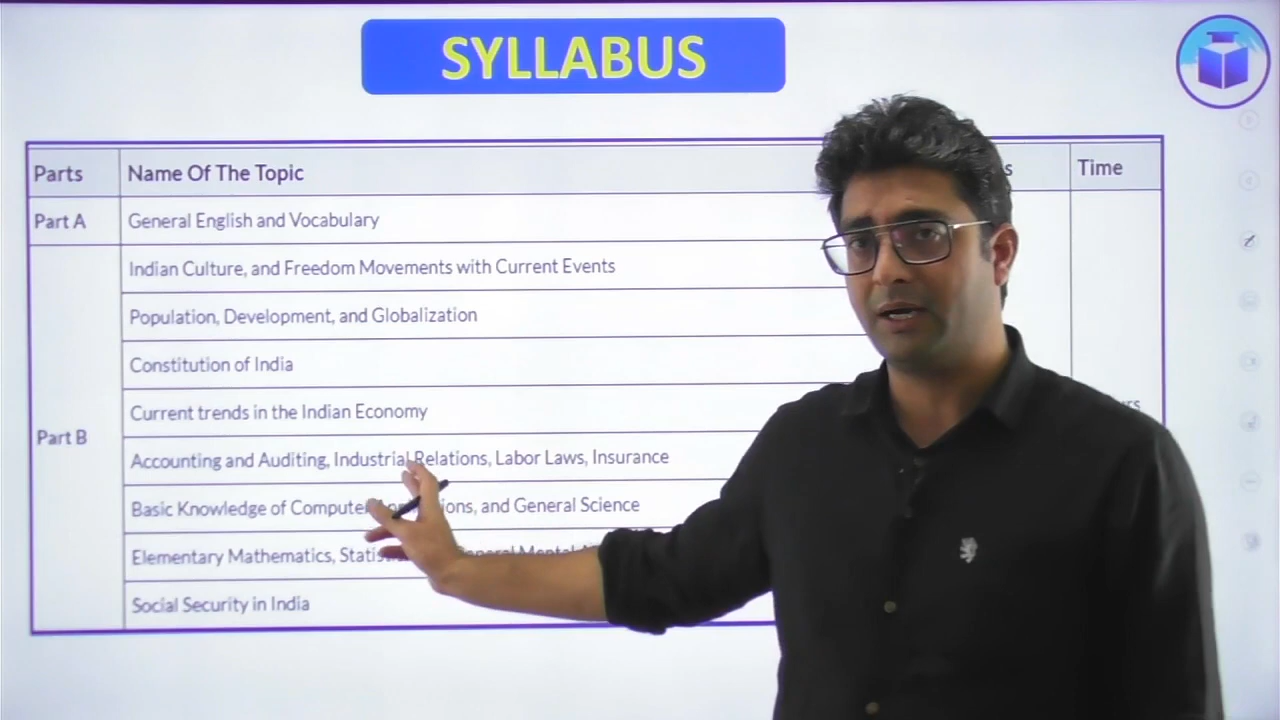 SYLLABUS
Parts Name Of The Topic Time
Part A General English and Vocabulary
Indian Culture, and Freedom Movements with Current Events
Population, Development, and Globalization
Constitution of India
Current trends in the Indian Economy
Part B
Accounting and Auditing, Industrial Relations, Labor Laws, Insurance
Basic Knowledge of Computer and General Science
Elementary Mathematics, General Mental
Social Security in India